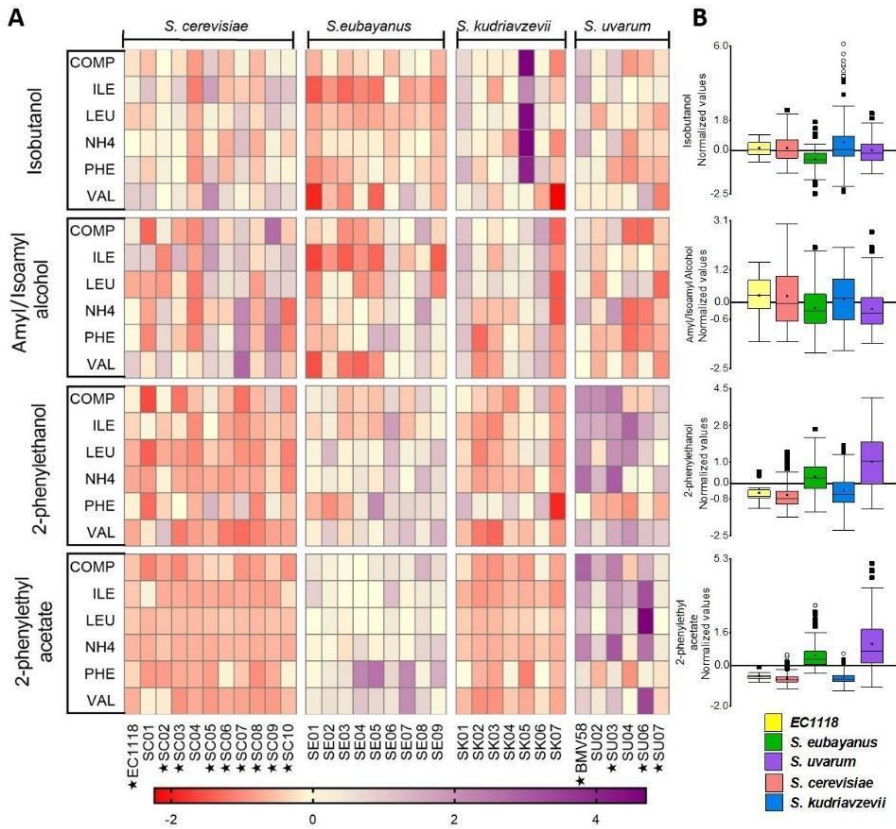 A
S. cerevisiae
S.eubayanus
S. kudriavzevii
S. uvarum
B
Isobutanol
COMP
ILE
LEU
NH4
PHE
VAL
Amyl/Isoamyl
alcohol
COMP
ILE
LEU
NH4
PHE
VAL
2-phenylethanol
COMP
ILE
LEU
NH4
PHE
VAL
2-phenylethyl
acetate
COMP
ILE
LEU
NH4
PHE
VAL
★EC1118 SC01 ★SC02 ★SC03 SC04 ★SC05 ★SC06 ★SC07 ★SC08 ★SC09 ★SC10
SE01 SE02 SE03 SE04 SE05 SE06 SE07 SE08 SE09
SK01 SK02 SK03 SK04 SK05 SK06 SK07
★BMV58 SU02 ★SU03 SU04 ★SU06 ★SU07
-2 0 2 4
Isobutanol
Normalized values
6.0
1.8
0.0
-2.5
Amyl/Isoamyl Alcohol
Normalized values
3.1
1.2
0.0
-0.6
-2.5
2-phenylethanol
Normalized values
4.5
2.8
1.0
0.0
-0.8
-2.5
2-phenylethyl
acetate
Normalized values
5.3
1.6
0.0
-2.0
EC1118
S. eubayanus
S. uvarum
S. cerevisiae
S. kudriavzevii